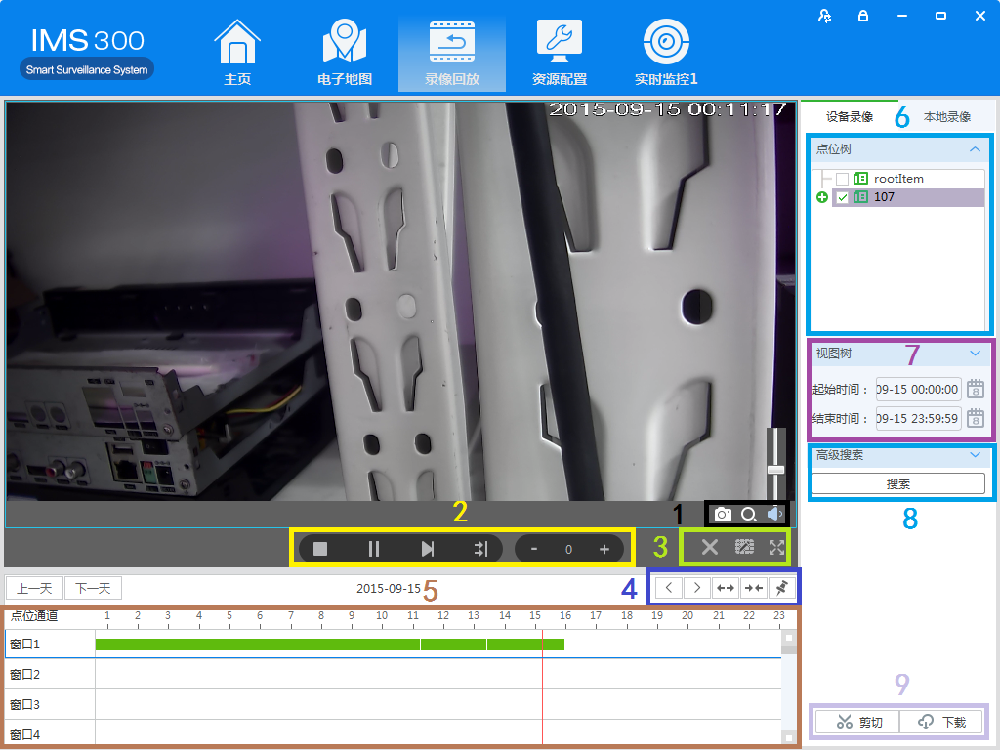 IMS 300
Smart Surveillance System
主页
电子地图
录像回放
资源配置
实时监控1
2015-09-15 00:11:17
设备录像
6
本地录像
点位树
rootItem
107
视图树
7
起始时间：
09-15 00:00:00
8
结束时间：
09-15 23:59:59
8
高级搜索
搜索
8
1
2
- 0 +
3
上一天
下一天
2015-09-15
5
4
点位通道
1 2 3 4 5 6 7 8 9 10 11 12 13 14 15 16 17 18 19 20 21 22 23
窗口1
窗口2
窗口3
窗口4
9
剪切
下载